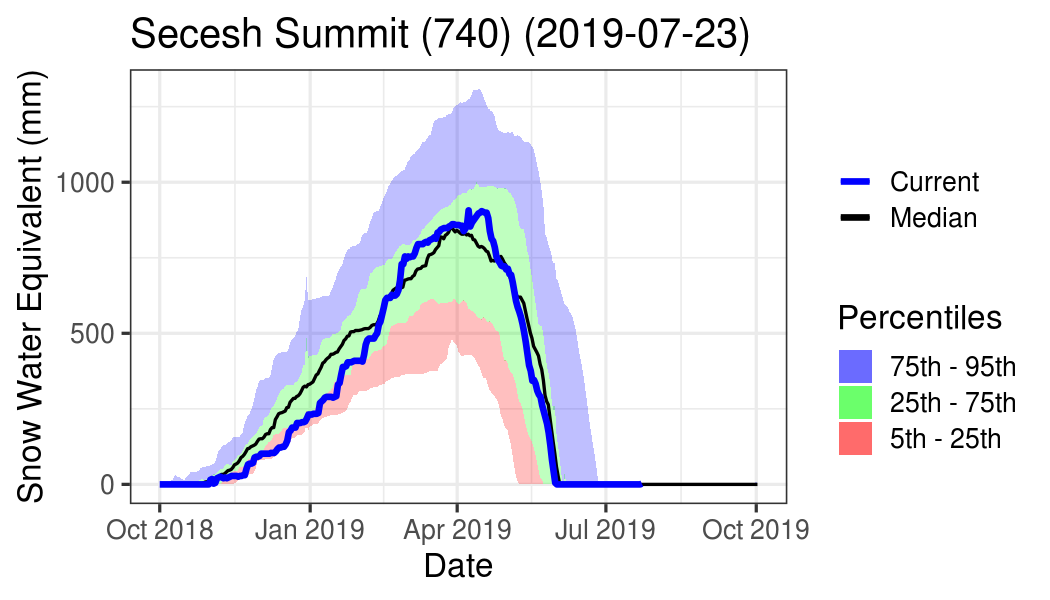 Secesh Summit (740) (2019-07-23)
Snow Water Equivalent (mm)
1000
500
0
Oct 2018
Jan 2019
Apr 2019
Jul 2019
Oct 2019
Date
Current
Median
Percentiles
75th - 95th
25th - 75th
5th - 25th